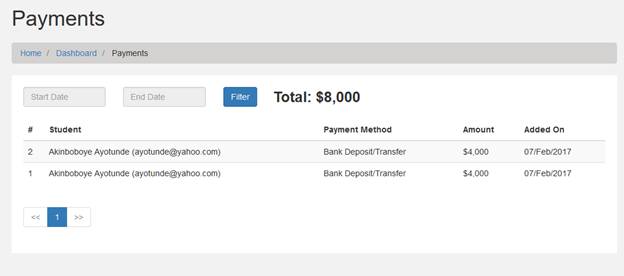 Payments
Home / Dashboard / Payments
Start Date End Date Filter Total: $8,000
# Student Payment Method Amount Added On
2 Akinboboye Ayotunde (ayotunde@yahoo.com) Bank Deposit/Transfer $4,000 07/Feb/2017
1 Akinboboye Ayotunde (ayotunde@yahoo.com) Bank Deposit/Transfer $4,000 07/Feb/2017
<< 1 >>